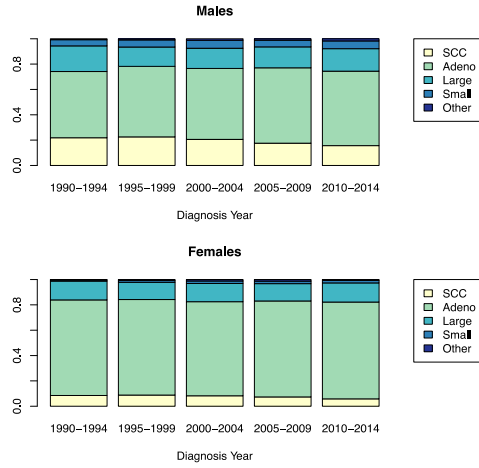 Males
0.8
0.4
0.0
SCC
Adeno
Large
Small
Other
1990−1994 1995−1999 2000−2004 2005−2009 2010−2014
Diagnosis Year
Females
0.8
0.4
0.0
SCC
Adeno
Large
Small
Other
1990−1994 1995−1999 2000−2004 2005−2009 2010−2014
Diagnosis Year